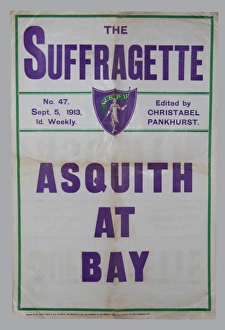 THE
SUFFRAGETTE
No. 47.
Sept. 5, 1913.
1d. Weekly.
W.S.P.U.
Edited by
CHRISTABEL
PANKHURST.
ASQUITH
AT
BAY